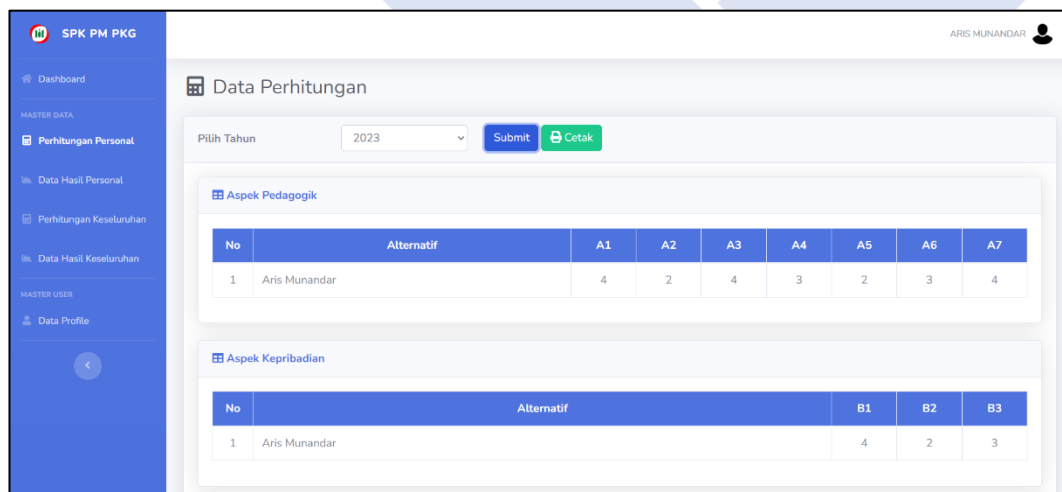 SPK PM PKG
ARIS MUNANDAR
Dashboard
MASTER DATA
Perhitungan Personal
Data Hasil Personal
Perhitungan Keseluruhan
Data Hasil Keseluruhan
MASTER USER
Data Profile
Data Perhitungan
Pilih Tahun 2023 Submit Cetak
Aspek Pedagogik
No Alternatif A1 A2 A3 A4 A5 A6 A7
1 Aris Munandar 4 2 4 3 2 3 4
Aspek Kepribadian
No Alternatif B1 B2 B3
1 Aris Munandar 4 2 3